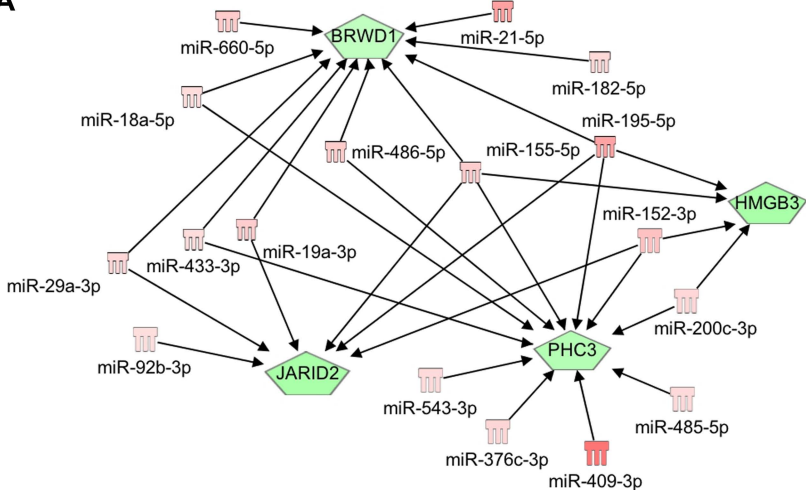 A
BRWD1
miR-660-5p
miR-21-5p
miR-182-5p
miR-18a-5p
miR-195-5p
miR-486-5p
miR-155-5p
HMGB3
miR-152-3p
miR-433-3p
miR-19a-3p
miR-29a-3p
miR-200c-3p
miR-92b-3p
JARID2
PHC3
miR-543-3p
miR-485-5p
miR-376c-3p
miR-409-3p